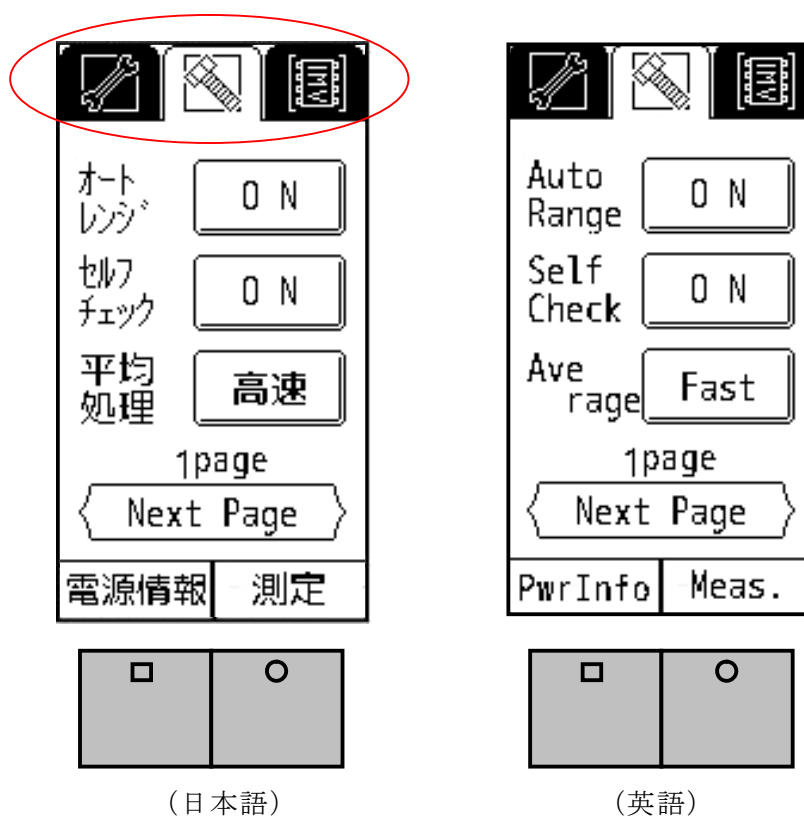 オート
レンジ
ON
セルフ
チェック
ON
平均
処理
高速
1page
Next Page
電源情報
測定
(日本語)
Auto
Range
ON
Self
Check
ON
Ave
rage
Fast
1page
Next Page
PwrInfo
Meas.
(英語)